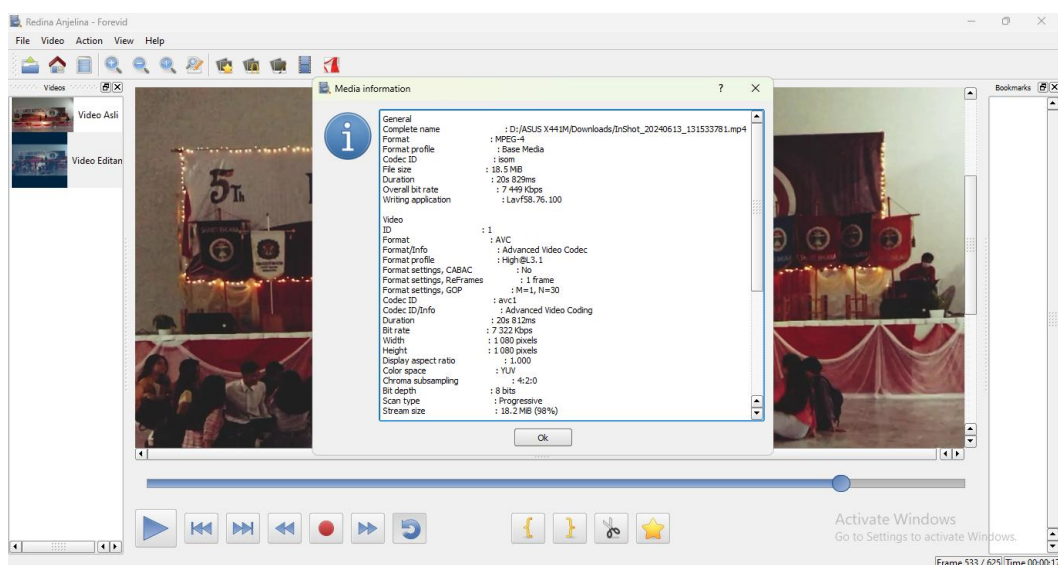 Redina Anjelina - Forevid
File Video Action View Help
Videos
Video Asli
Video Editan
Bookmarks
Media information
General
Complete name : D:/ASUS X441M/Downloads/InShot_20240613_131533781.mp4
Format : MPEG-4
Format profile : Base Media
Codec ID : isom
File size : 18.5 MiB
Duration : 20s 829ms
Overall bit rate : 7 449 Kbps
Writing application : Lavf58.76.100
Video
ID : 1
Format : AVC
Format/Info : Advanced Video Codec
Format profile : High@L3.1
Format settings, CABAC : No
Format settings, ReFrames : 1 frame
Format settings, GOP : M=1, N=30
Codec ID : avc1
Codec ID/Info : Advanced Video Coding
Duration : 20s 812ms
Bit rate : 7 322 Kbps
Width : 1 080 pixels
Height : 1 080 pixels
Display aspect ratio : 1.000
Color space : YUV
Chroma subsampling : 4:2:0
Bit depth : 8 bits
Scan type : Progressive
Stream size : 18.2 MiB (98%)
Ok
5Th
Activate Windows
Go to Settings to activate Windows.
Frame 533 / 625 Time 00:00:17